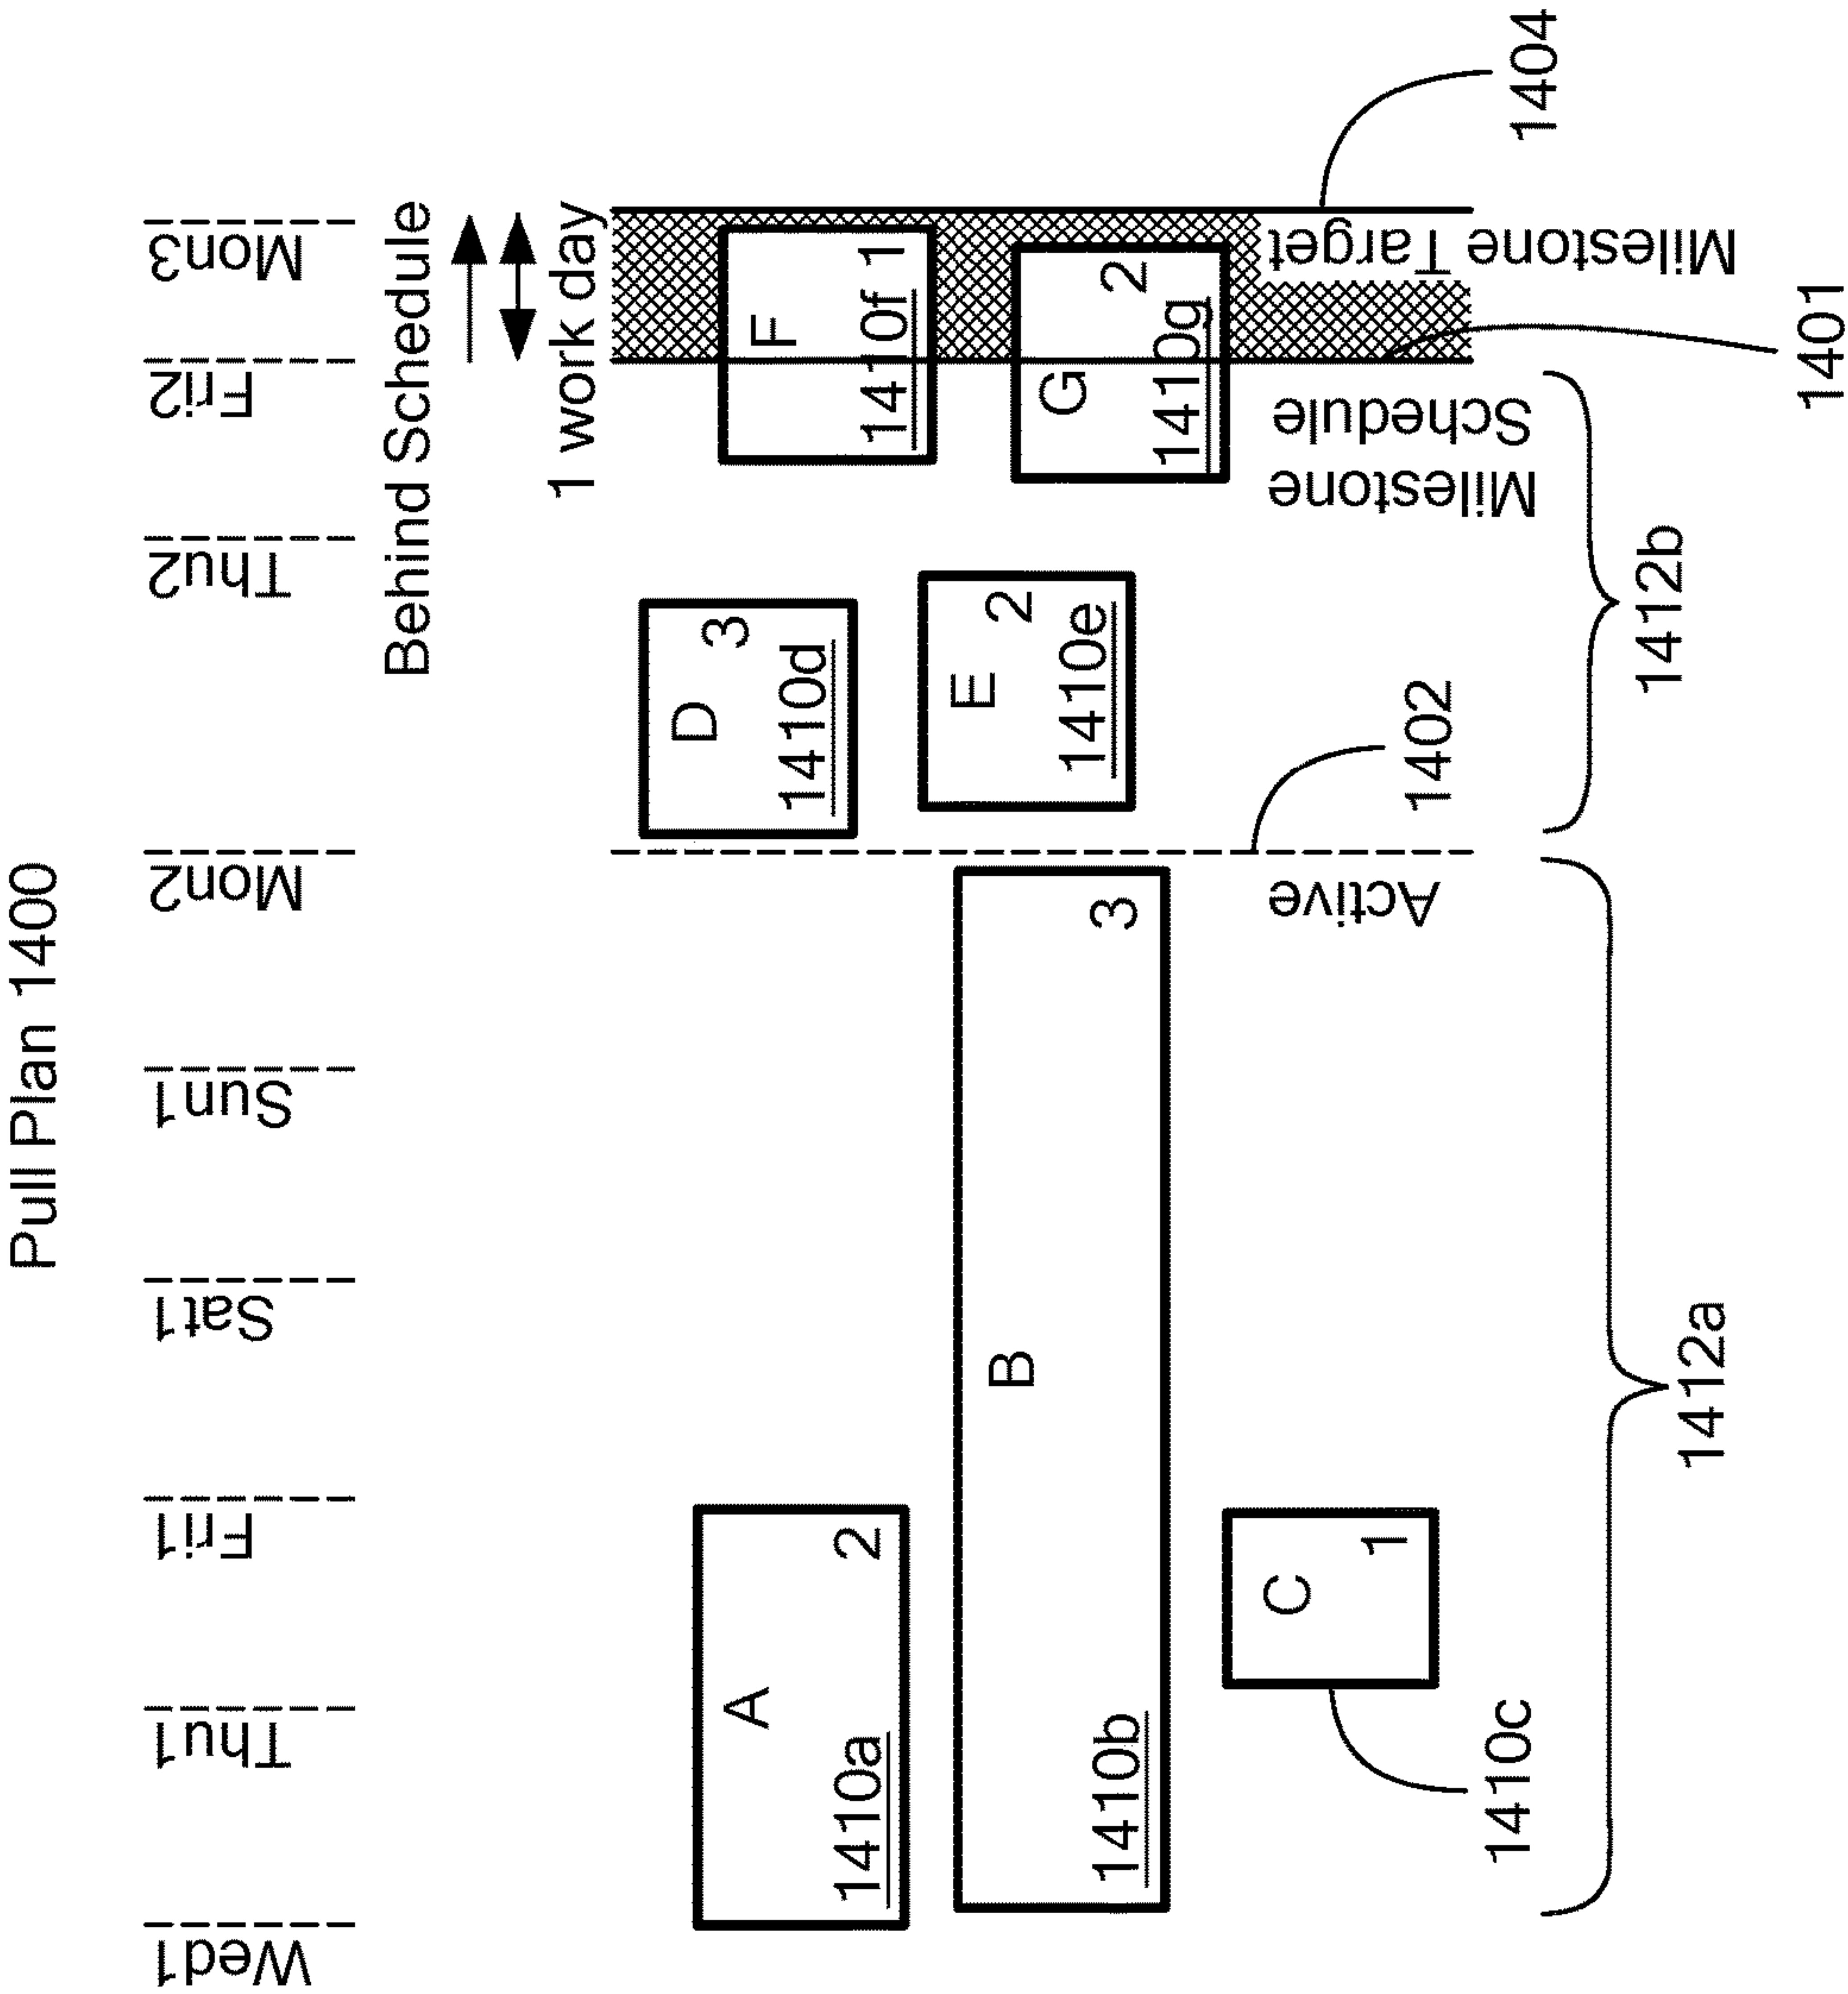 Pull Plan 1400
Wed1
Thu1
Fri1
Sat1
Sun1
Mon2
Thu2
Fri2
Mon3
Behind Schedule
1 work day
A
2
1410a
B
3
1410b
C
1
1410c
D
3
1410d
E
2
1410e
F
1410f 1
G
2
1410g
Active
1402
Milestone
Schedule
1401
Milestone Target
1404
1412a
1412b